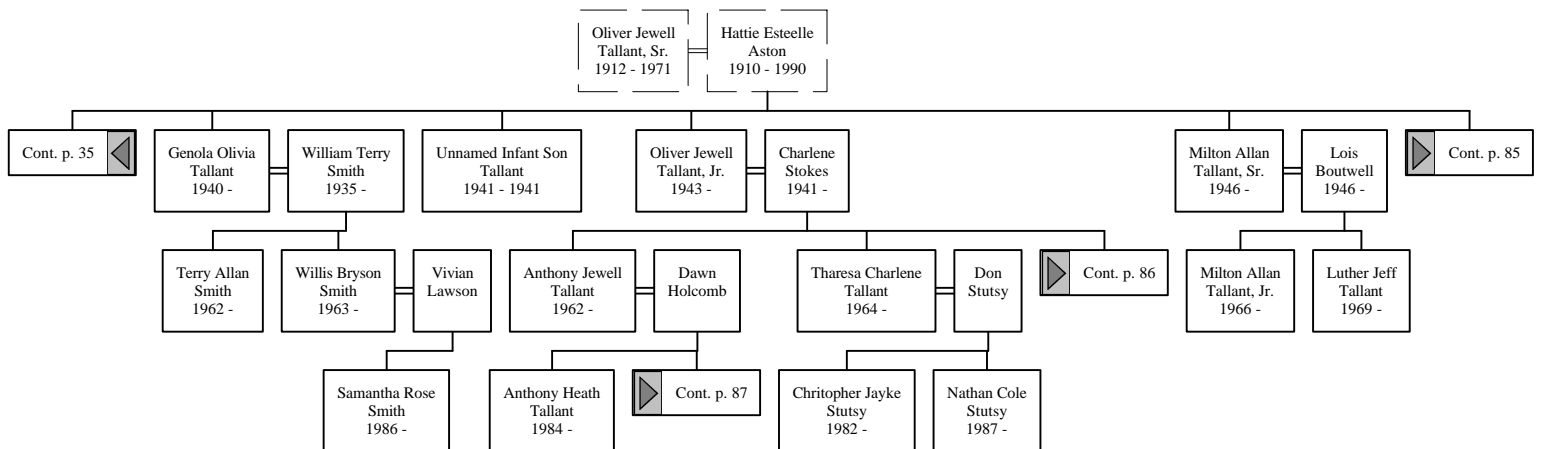 Oliver Jewell
Tallant, Sr.
1912 - 1971
Hattie Esteelle
Aston
1910 - 1990
Cont. p. 35
Genola Olivia
Tallant
1940 -
William Terry
Smith
1935 -
Unnamed Infant Son
Tallant
1941 - 1941
Oliver Jewell
Tallant, Jr.
1943 -
Charlene
Stokes
1941 -
Milton Allan
Tallant, Sr.
1946 -
Lois
Boutwell
1946 -
Cont. p. 85
Terry Allan
Smith
1962 -
Willis Bryson
Smith
1963 -
Vivian
Lawson
Anthony Jewell
Tallant
1962 -
Dawn
Holcomb
Tharesa Charlene
Tallant
1964 -
Don
Stutsy
Cont. p. 86
Milton Allan
Tallant, Jr.
1966 -
Luther Jeff
Tallant
1969 -
Samantha Rose
Smith
1986 -
Anthony Heath
Tallant
1984 -
Cont. p. 87
Chritopher Jayke
Stutsy
1982 -
Nathan Cole
Stutsy
1987 -